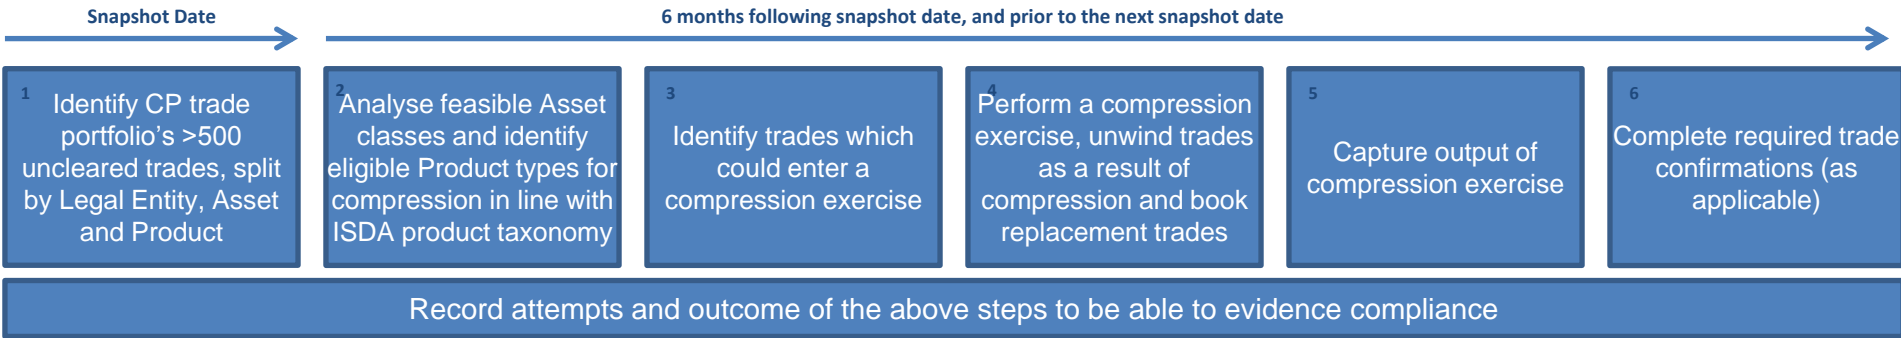 Snapshot Date
6 months following snapshot date, and prior to the next snapshot date
1
Identify CP trade
portfolio's >500
uncleared trades, split
by Legal Entity, Asset
and Product
2
Analyse feasible Asset
classes and identify
eligible Product types for
compression in line with
ISDA product taxonomy
3
Identify trades which
could enter a
compression exercise
4
Perform a compression
exercise, unwind trades
as a result of
compression and book
replacement trades
5
Capture output of
compression exercise
6
Complete required trade
confirmations (as
applicable)
Record attempts and outcome of the above steps to be able to evidence compliance